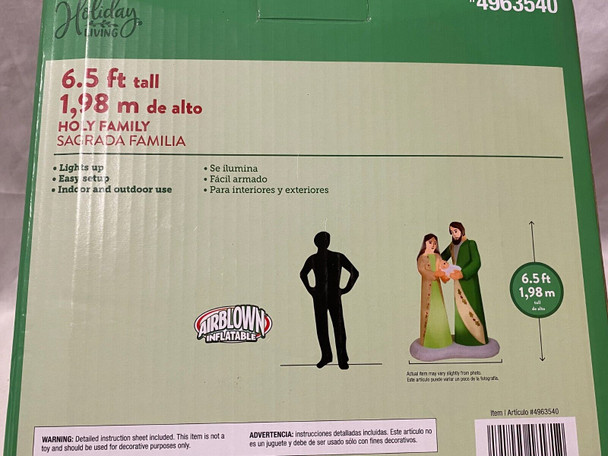 Holiday
& LIVING
#4963540
6.5 ft tall
1,98 m de alto
HOLY FAMILY
SAGRADA FAMILIA
• Lights up
• Easy setup
• Indoor and outdoor use
• Se ilumina
• Fácil armado
• Para interiores y exteriores
AIRBLOWN
INFLATABLE
6.5 ft
1,98 m
tall
de alto
Actual item may vary slightly from photo.
Este artículo puede variar un poco de la fotografía.
Item | Artículo #4963540
WARNING: Detailed instruction sheet included. This item is not a
toy and should be used for decorative purposes only.
ADVERTENCIA: instrucciones detalladas incluidas. Este artículo no
es un juguete y debe de ser usado sólo con fines decorativos.